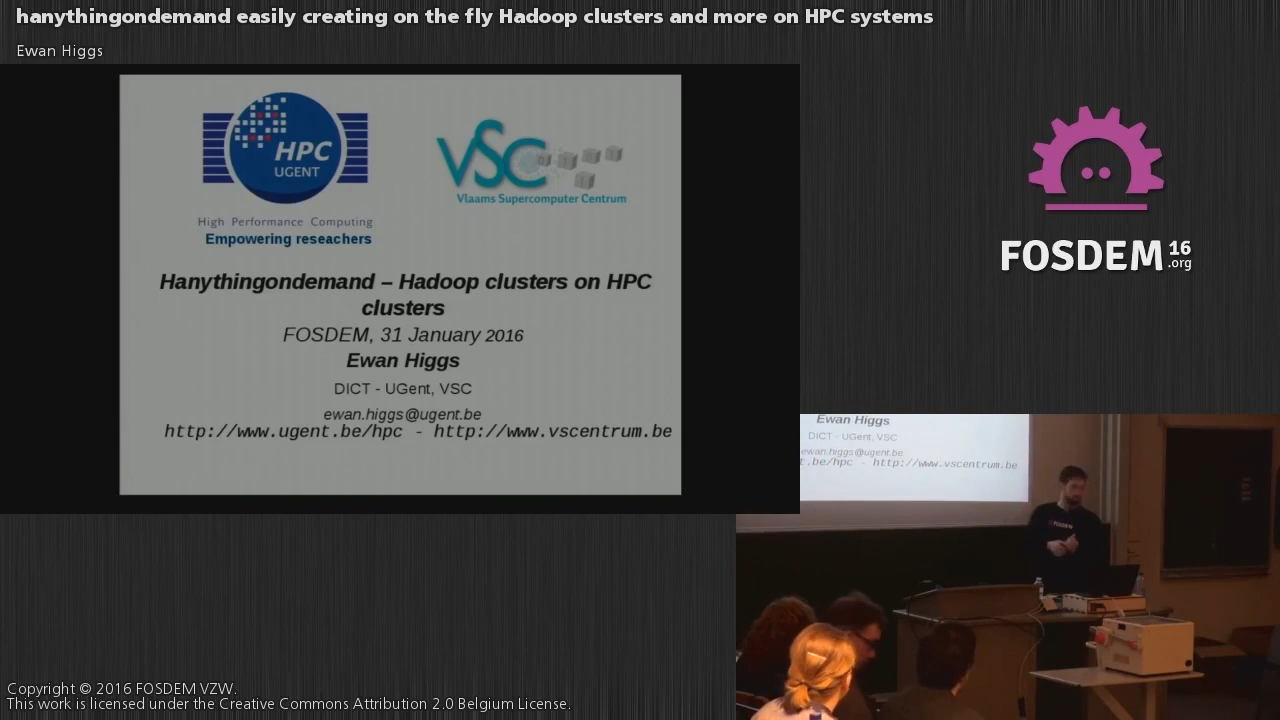 hanythingondemand easily creating on the fly Hadoop clusters and more on HPC systems
Ewan Higgs
HPC
UGENT
High Performance Computing
Empowering reseachers
VSC
Vlaams Supercomputer Centrum
Hanythingondemand – Hadoop clusters on HPC
clusters
FOSDEM, 31 January 2016
Ewan Higgs
DICT - UGent, VSC
ewan.higgs@ugent.be
http://www.ugent.be/hpc - http://www.vscentrum.be
FOSDEM 16
.org
Ewan Higgs
DICT - UGent, VSC
ewan.higgs@ugent.be
t.be/hpc - http://www.vscentrum.be
FOSDEM
Copyright © 2016 FOSDEM VZW.
This work is licensed under the Creative Commons Attribution 2.0 Belgium License.